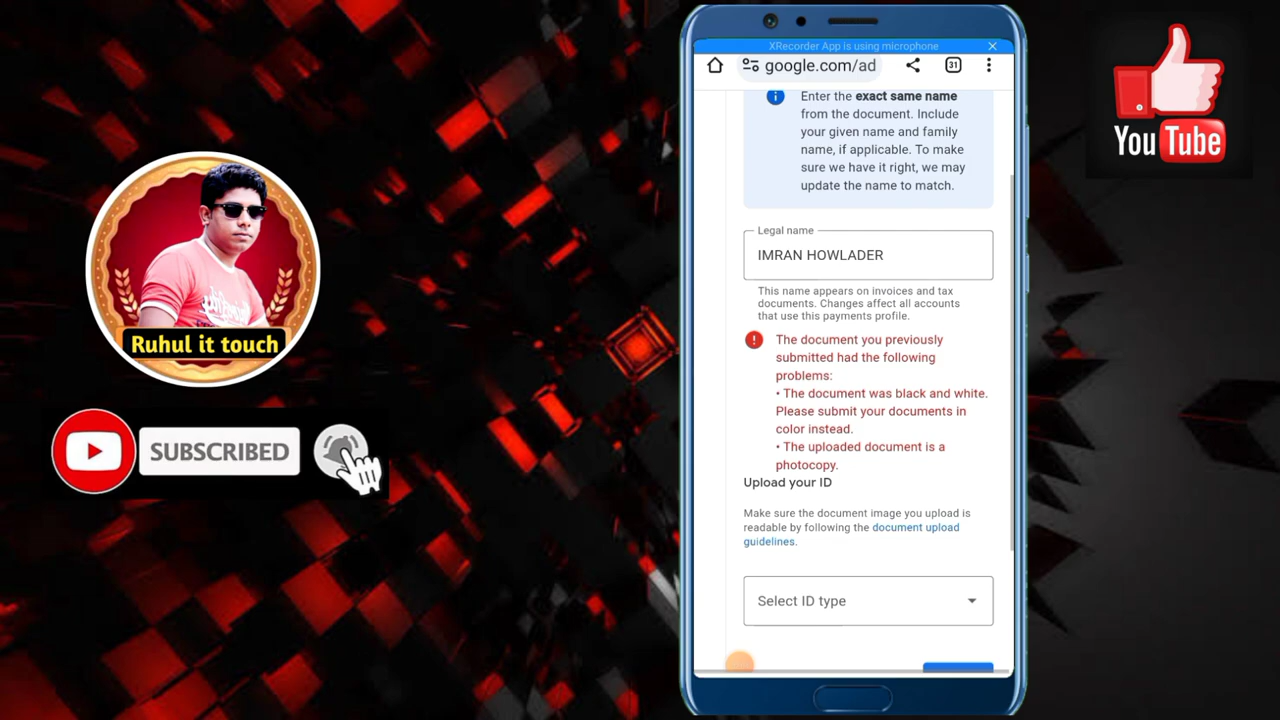 XRecorder App is using microphone
google.com/ad
31
Enter the exact same name
from the document. Include
your given name and family
name, if applicable. To make
sure we have it right, we may
update the name to match.
Legal name
IMRAN HOWLADER
This name appears on invoices and tax
documents. Changes affect all accounts
that use this payments profile.
The document you previously
submitted had the following
problems:
• The document was black and white.
Please submit your documents in
color instead.
• The uploaded document is a
photocopy.
Upload your ID
Make sure the document image you upload is
readable by following the document upload
guidelines.
Select ID type
Ruhul it touch
SUBSCRIBED
YouTube